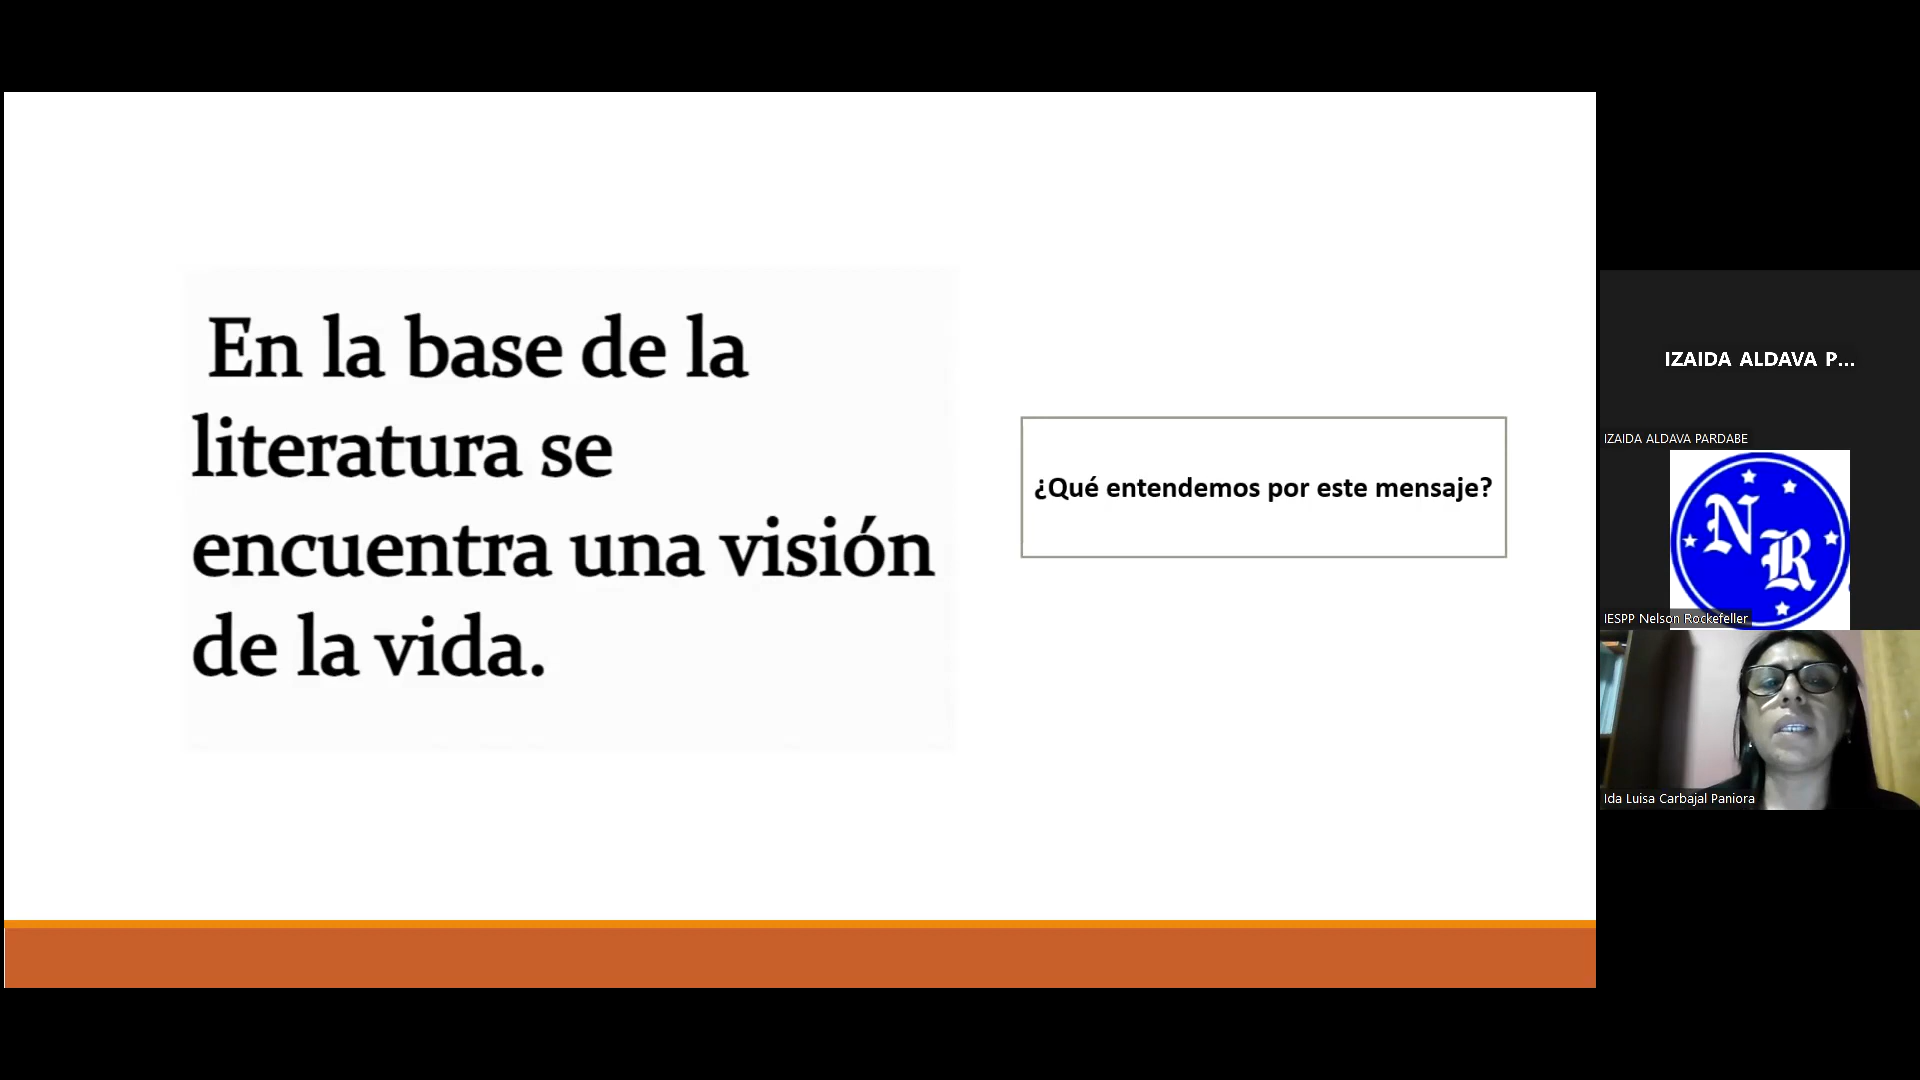 En la base de la
literatura se
encuentra una visión
de la vida.
¿Qué entendemos por este mensaje?
IZAIDA ALDAVA P...
IZAIDA ALDAVA PARDABE
N
R
IESPP Nelson Rockefeller
Ida Luisa Carbajal Paniora